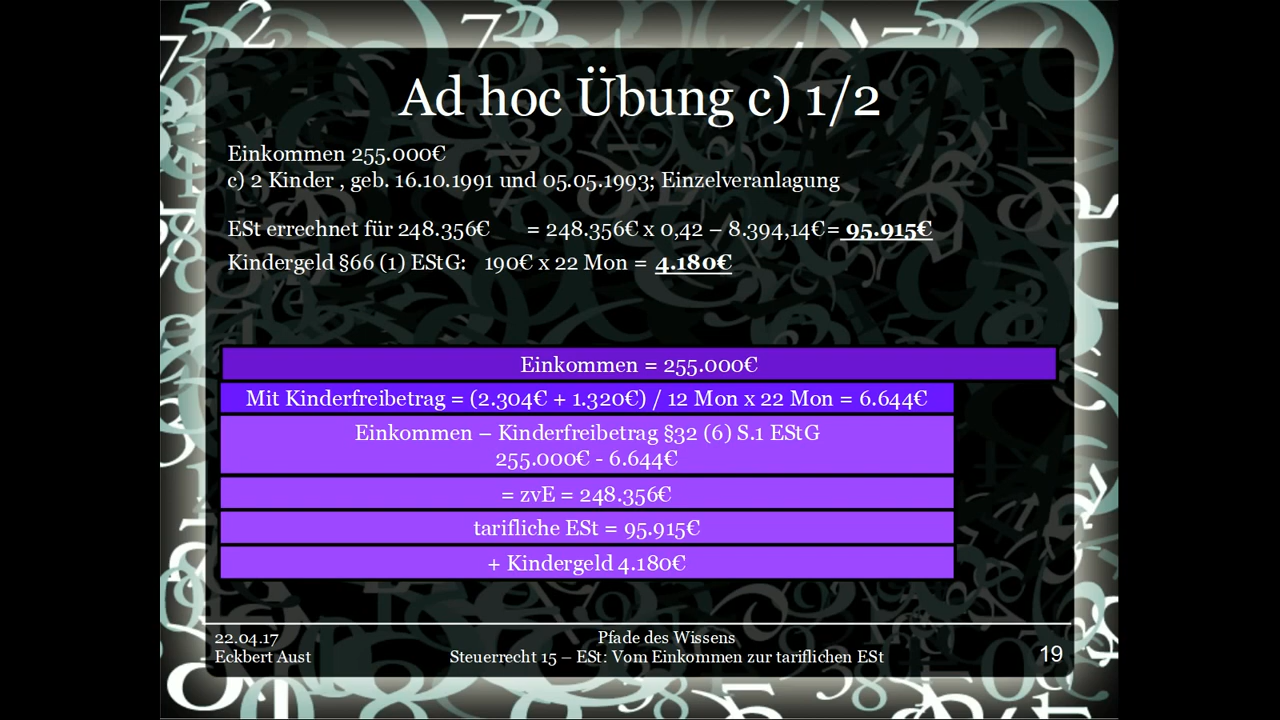 Ad hoc Übung c) 1/2
Einkommen 255.000€
c) 2 Kinder , geb. 16.10.1991 und 05.05.1993; Einzelveranlagung
ESt errechnet für 248.356€ = 248.356€ x 0,42 – 8.394,14€= 95.915€
Kindergeld §66 (1) EStG: 190€ x 22 Mon = 4.180€
Einkommen = 255.000€
Mit Kinderfreibetrag = (2.304€ + 1.320€) / 12 Mon x 22 Mon = 6.644€
Einkommen – Kinderfreibetrag §32 (6) S.1 EStG
255.000€ - 6.644€
= zvE = 248.356€
tarifliche ESt = 95.915€
+ Kindergeld 4.180€
22.04.17
Eckbert Aust
Pfade des Wissens
Steuerrecht 15 – ESt: Vom Einkommen zur tariflichen ESt
19